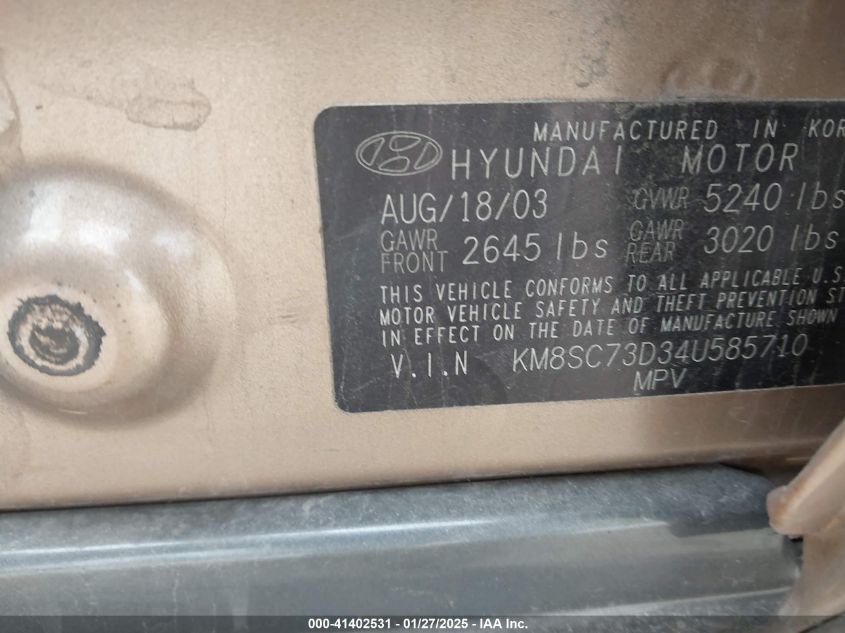 MANUFACTURED IN KOR
HYUNDAI MOTOR
AUG/18/03 GVWR 5240 lbs
GAWR FRONT 2645 lbs GAWR REAR 3020 lbs
THIS VEHICLE CONFORMS TO ALL APPLICABLE U.S
MOTOR VEHICLE SAFETY AND THEFT PREVENTION ST
IN EFFECT ON THE DATE OF MANUFACTURE SHOWN
V.I.N KM8SC73D34U585710
MPV
000-41402531 - 01/27/2025 - IAA Inc.